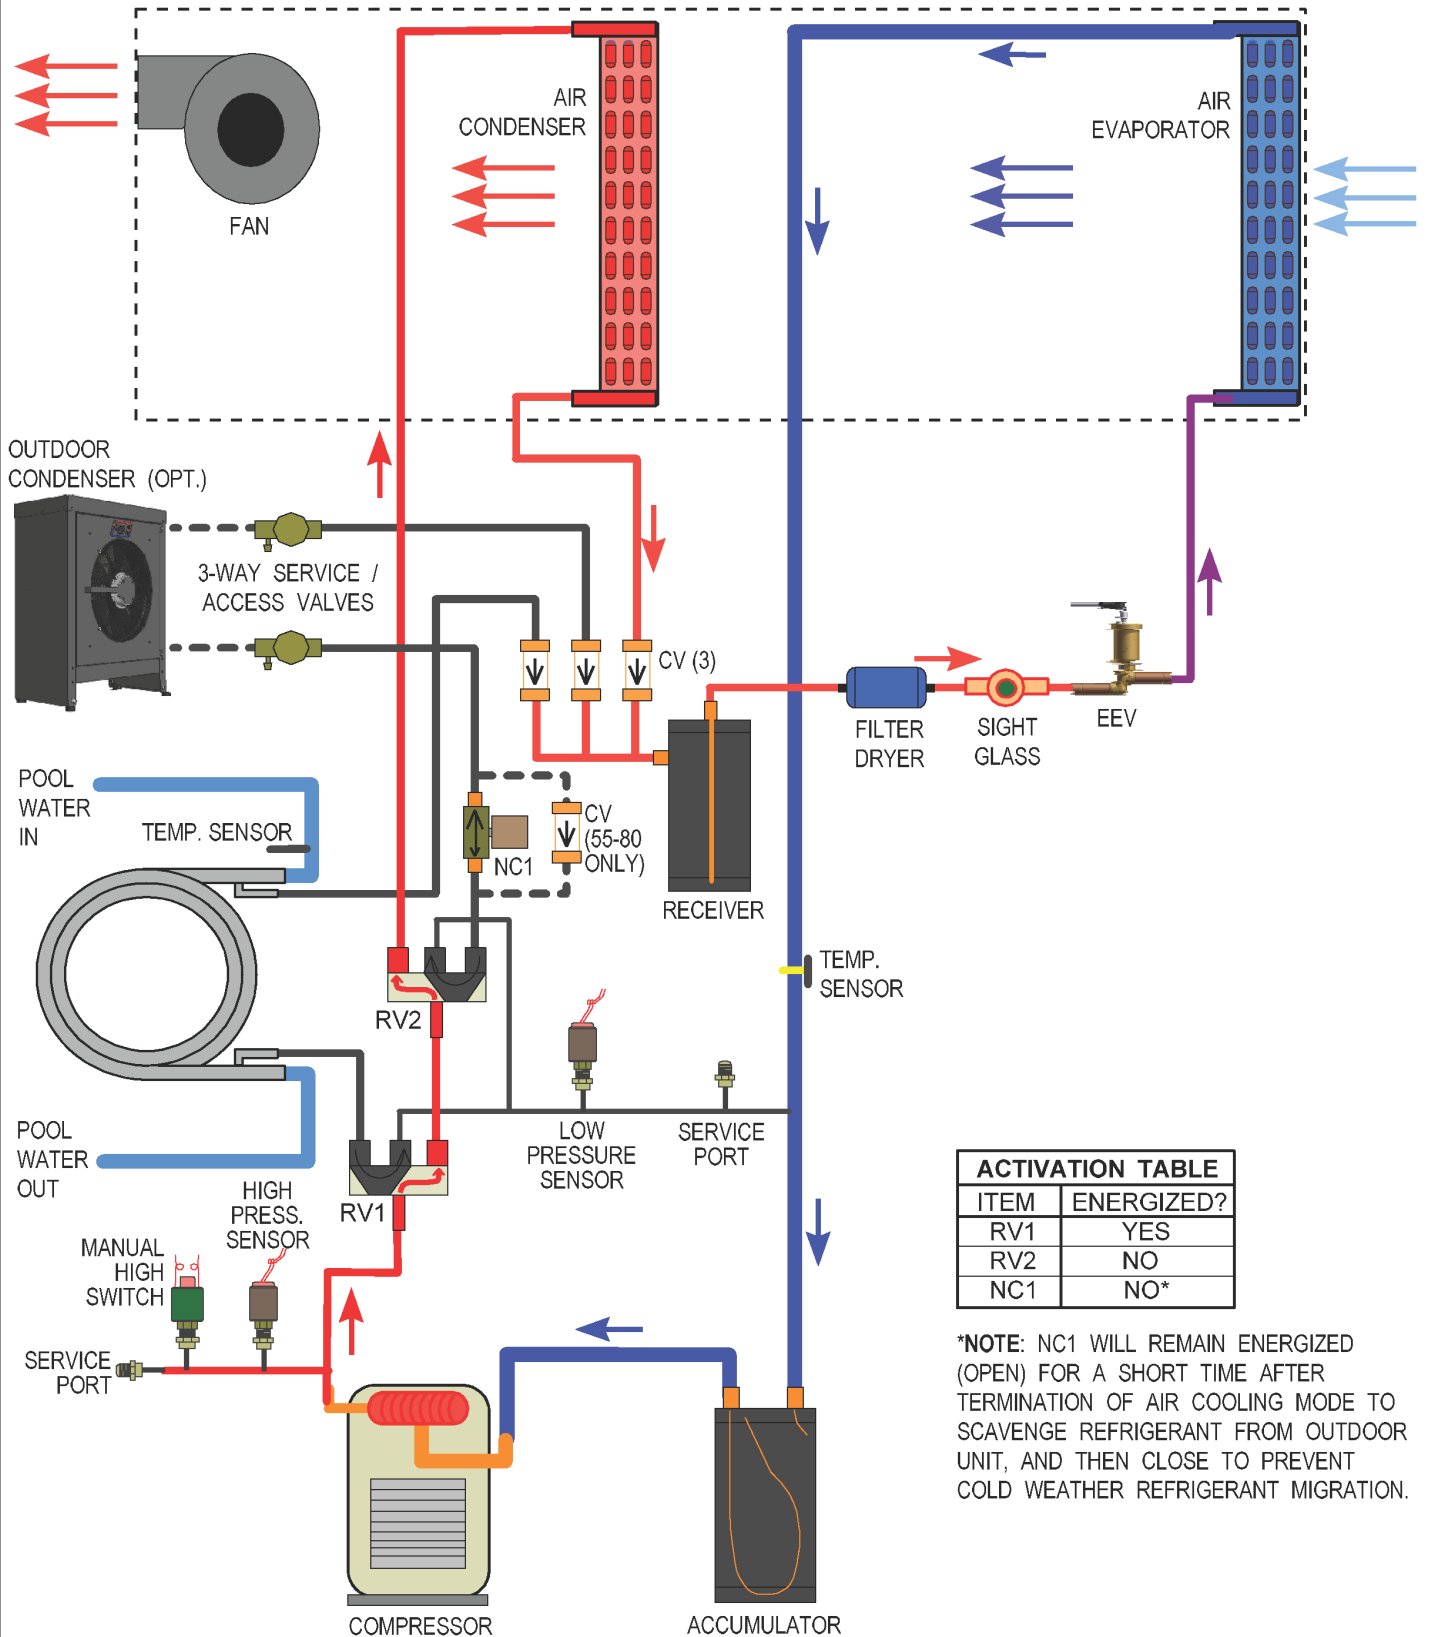 AIR
CONDENSER
AIR
EVAPORATOR
FAN
OUTDOOR
CONDENSER (OPT.)
3-WAY SERVICE /
ACCESS VALVES
CV (3)
FILTER
DRYER
SIGHT
GLASS
EEV
POOL
WATER
IN
TEMP. SENSOR
NC1
CV
(55-80
ONLY)
RECEIVER
TEMP.
SENSOR
RV2
POOL
WATER
OUT
LOW
PRESSURE
SENSOR
SERVICE
PORT
RV1
HIGH
PRESS.
SENSOR
MANUAL
HIGH
SWITCH
SERVICE
PORT
COMPRESSOR
ACCUMULATOR
ACTIVATION TABLE
ITEM ENERGIZED?
RV1 YES
RV2 NO
NC1 NO*
*NOTE: NC1 WILL REMAIN ENERGIZED
(OPEN) FOR A SHORT TIME AFTER
TERMINATION OF AIR COOLING MODE TO
SCAVENGE REFRIGERANT FROM OUTDOOR
UNIT, AND THEN CLOSE TO PREVENT
COLD WEATHER REFRIGERANT MIGRATION.